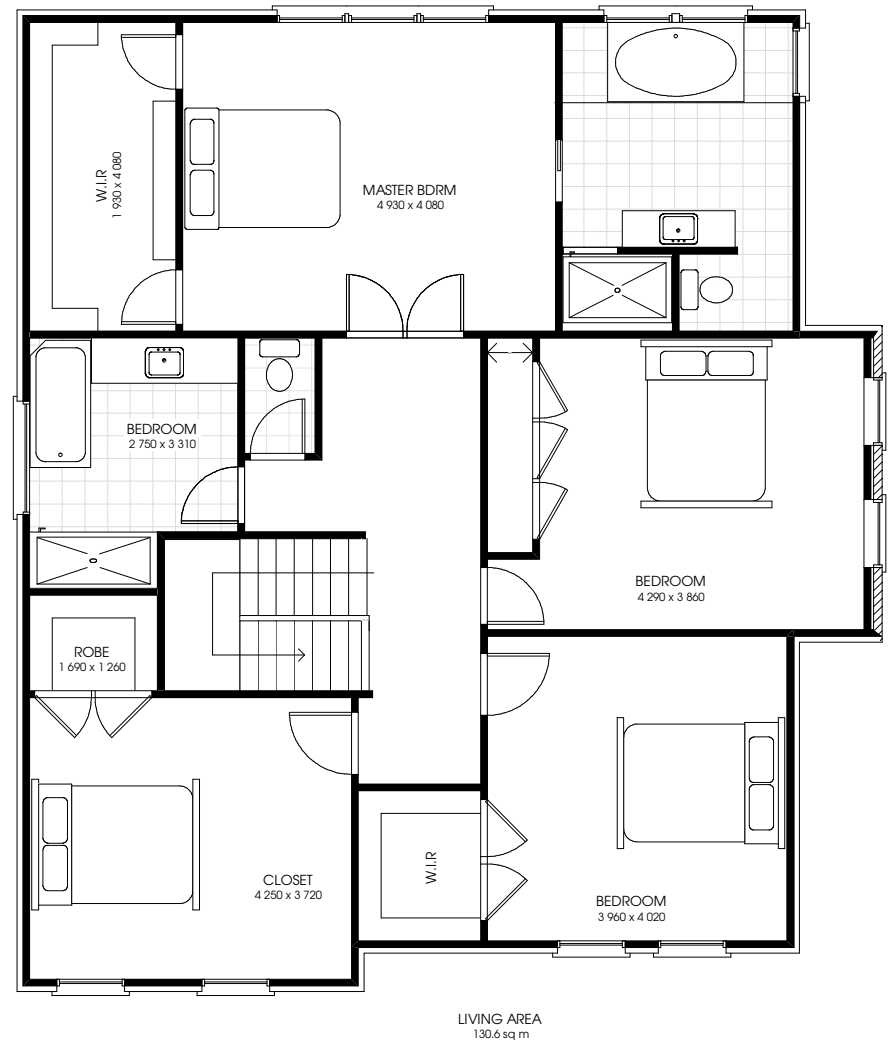 W.I.R
1 930 x 4 080
MASTER BDRM
4 930 x 4 080
BEDROOM
2 750 x 3 310
BEDROOM
4 290 x 3 860
ROBE
1 690 x 1 260
CLOSET
4 250 x 3 720
W.I.R
BEDROOM
3 960 x 4 020
LIVING AREA
130.6 sq m